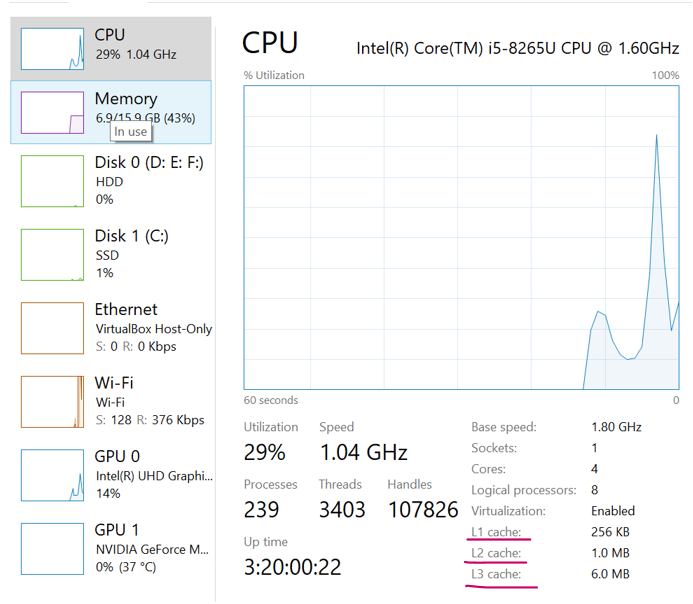 CPU
29% 1.04 GHz
Memory
6.9/15.9 GB (43%)
In use
Disk 0 (D: E: F:)
HDD
0%
Disk 1 (C:)
SSD
1%
Ethernet
VirtualBox Host-Only
S: 0 R: 0 Kbps
Wi-Fi
Wi-Fi
S: 128 R: 376 Kbps
GPU 0
Intel(R) UHD Graphi...
14%
GPU 1
NVIDIA GeForce M...
0% (37 °C)
CPU
Intel(R) Core(TM) i5-8265U CPU @ 1.60GHz
% Utilization 100%
60 seconds 0
Utilization Speed
29% 1.04 GHz
Processes Threads Handles
239 3403 107826
Up time
3:20:00:22
Base speed: 1.80 GHz
Sockets: 1
Cores: 4
Logical processors: 8
Virtualization: Enabled
L1 cache: 256 KB
L2 cache: 1.0 MB
L3 cache: 6.0 MB